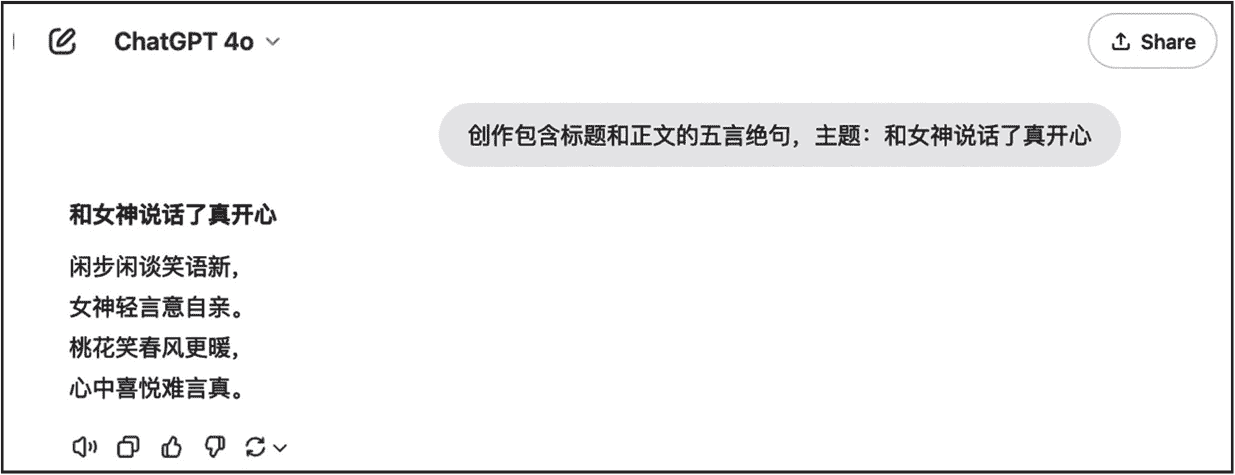 ChatGPT 4o
Share
创作包含标题和正文的五言绝句，主题：和女神说话了真开心
和女神说话了真开心
闲步闲谈笑语新，
女神轻言意自亲。
桃花笑春风更暖，
心中喜悦难言真。